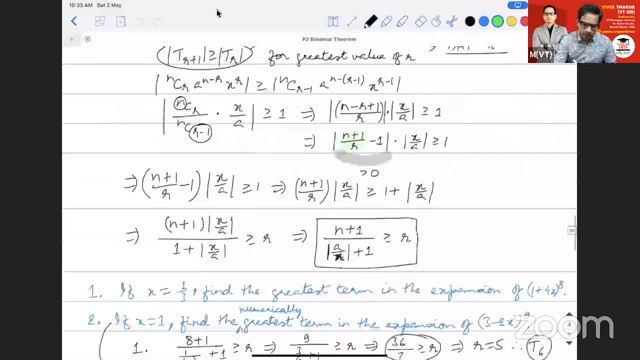 10:33 AM Sat 2 May
VIVEK THAKUR
(VT SIR)
P2 Binomial Theorem
M(VT)
|T_{r+1}| ≥ |T_r| for greatest value of r
|ⁿC_r a^{n-r} x^r| ≥ |ⁿC_{r-1} a^{n-(r-1)} x^{r-1}|
|ⁿC_r / ⁿC_{r-1} · x/a| ≥ 1 ⇒ |(n-r+1)/r| · |x/a| ≥ 1
⇒ |(n+1)/r - 1| · |x/a| ≥ 1
> 0
⇒ ((n+1)/r - 1) |x/a| ≥ 1 ⇒ ((n+1)/r) |x/a| ≥ 1 + |x/a|
⇒ (n+1)|x/a| / (1 + |x/a|) ≥ r ⇒ (n+1) / (|a/x| + 1) ≥ r
1. If x = 1/3, find the greatest term in the expansion of (1+4x)⁸.
numerically
2. If x=1, find the greatest term in the expansion of (3-2x)⁹
1. (8+1) ≥ r ⇒ 9 ≥ r ⇒ 36/7 ≥ r ⇒ r=5
zoom